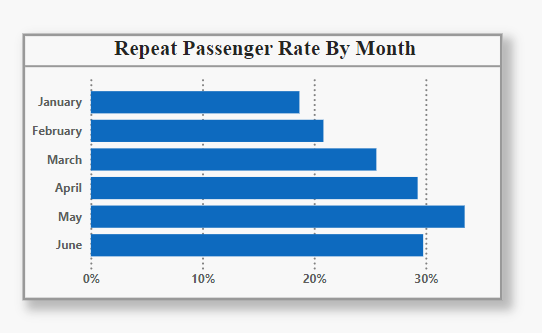 Repeat Passenger Rate By Month
January
February
March
April
May
June
0% 10% 20% 30%